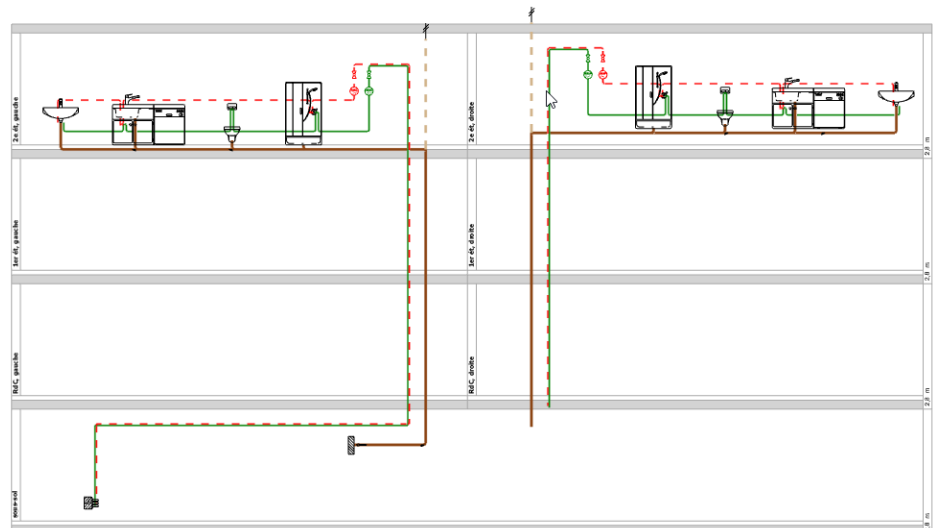 2e ét, gauche
2e ét, droite
2,8 m
1er ét, gauche
1er ét, droite
2,8 m
RdC, gauche
RdC, droite
2,8 m
sous-sol
8 m